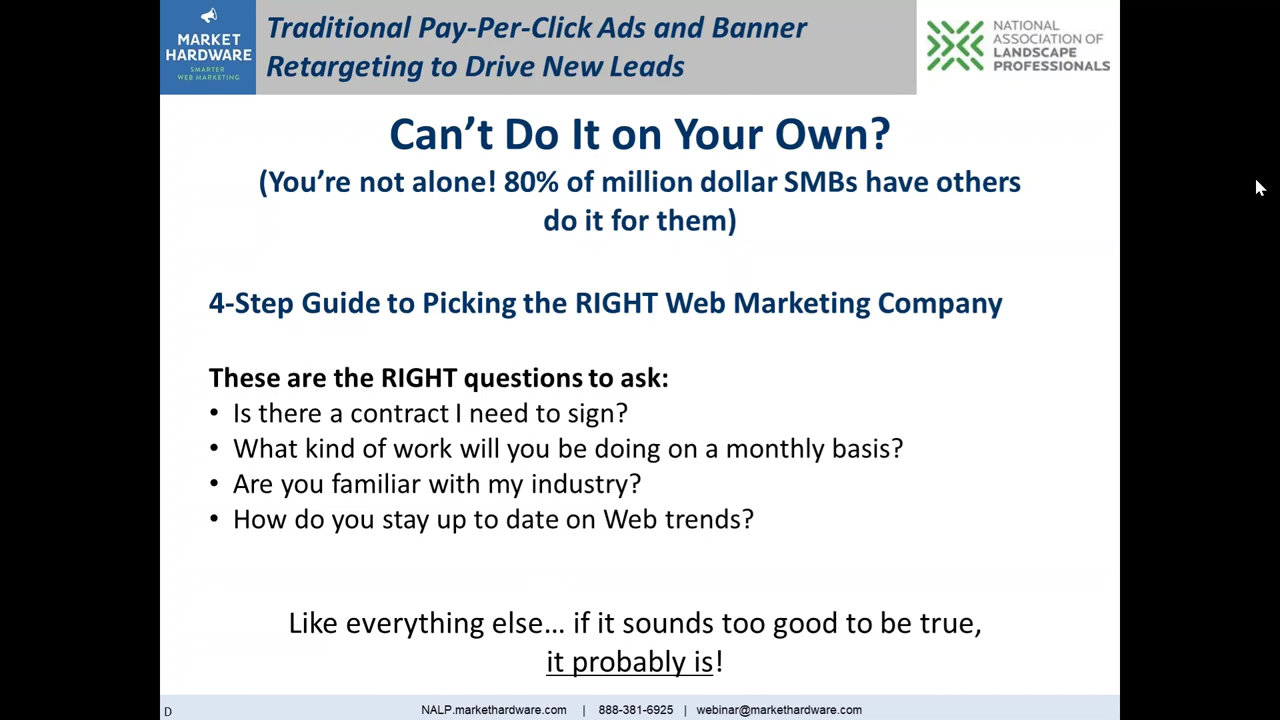 MARKET
HARDWARE
SMARTER
WEB MARKETING
Traditional Pay-Per-Click Ads and Banner
Retargeting to Drive New Leads
NATIONAL
ASSOCIATION OF
LANDSCAPE
PROFESSIONALS
Can’t Do It on Your Own?
(You’re not alone! 80% of million dollar SMBs have others
do it for them)
4-Step Guide to Picking the RIGHT Web Marketing Company
These are the RIGHT questions to ask:
• Is there a contract I need to sign?
• What kind of work will you be doing on a monthly basis?
• Are you familiar with my industry?
• How do you stay up to date on Web trends?
Like everything else… if it sounds too good to be true,
it probably is!
D
NALP.markethardware.com | 888-381-6925 | webinar@markethardware.com